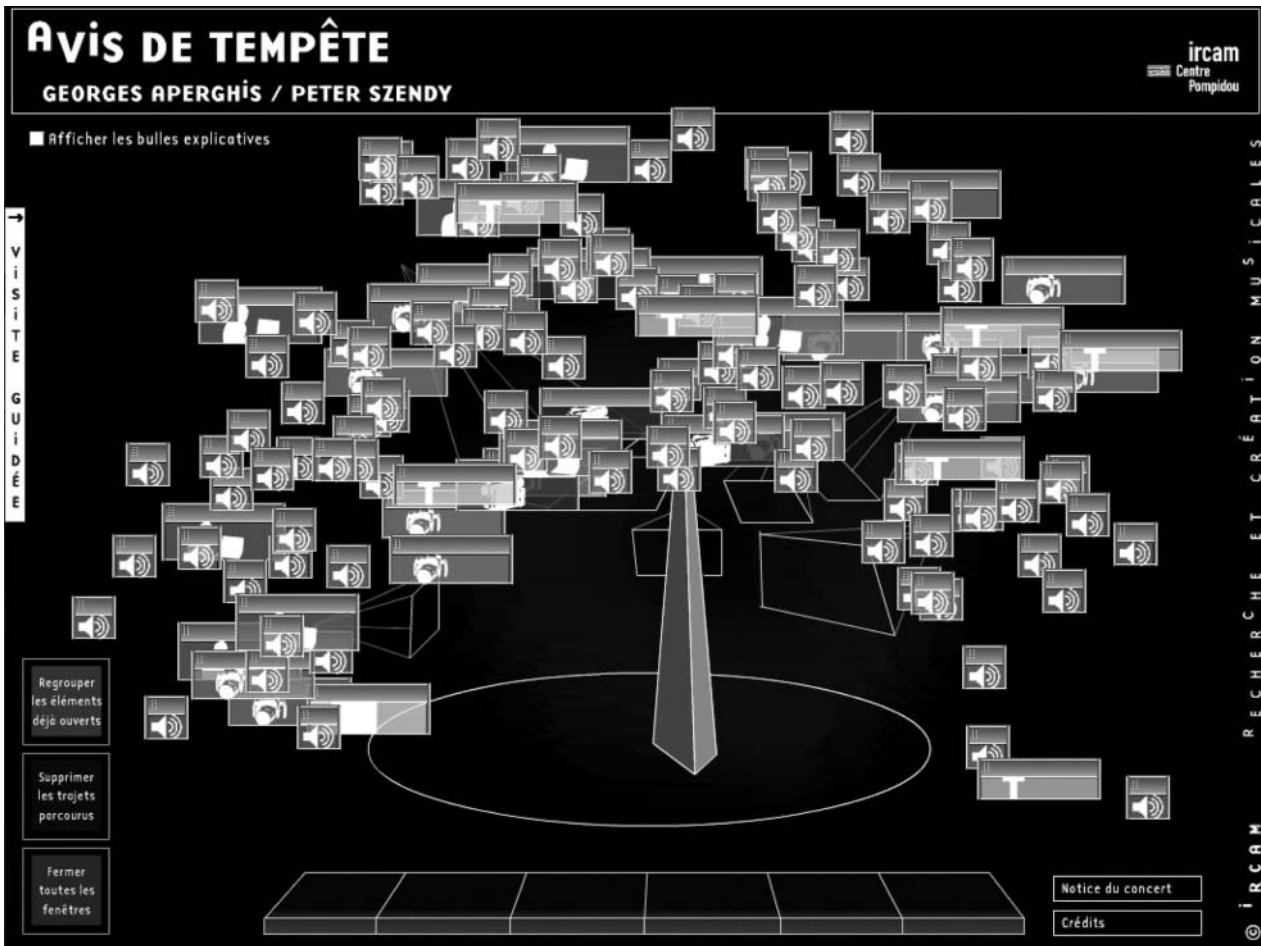 AViS DE TEMPÊTE
GEORGES APERGHiS / PETER SZENDY
ircam
Centre
Pompidou
Afficher les bulles explicatives
→ ViSiTE GUiDÉE
T
T
T
T
T
T
T
Regrouper
les éléments
déjà ouverts
Supprimer
les trajets
parcourus
Fermer
toutes les
fenêtres
Notice du concert
Crédits
© iRCAM RECHERCHE ET CRÉATiON MUSiCALES